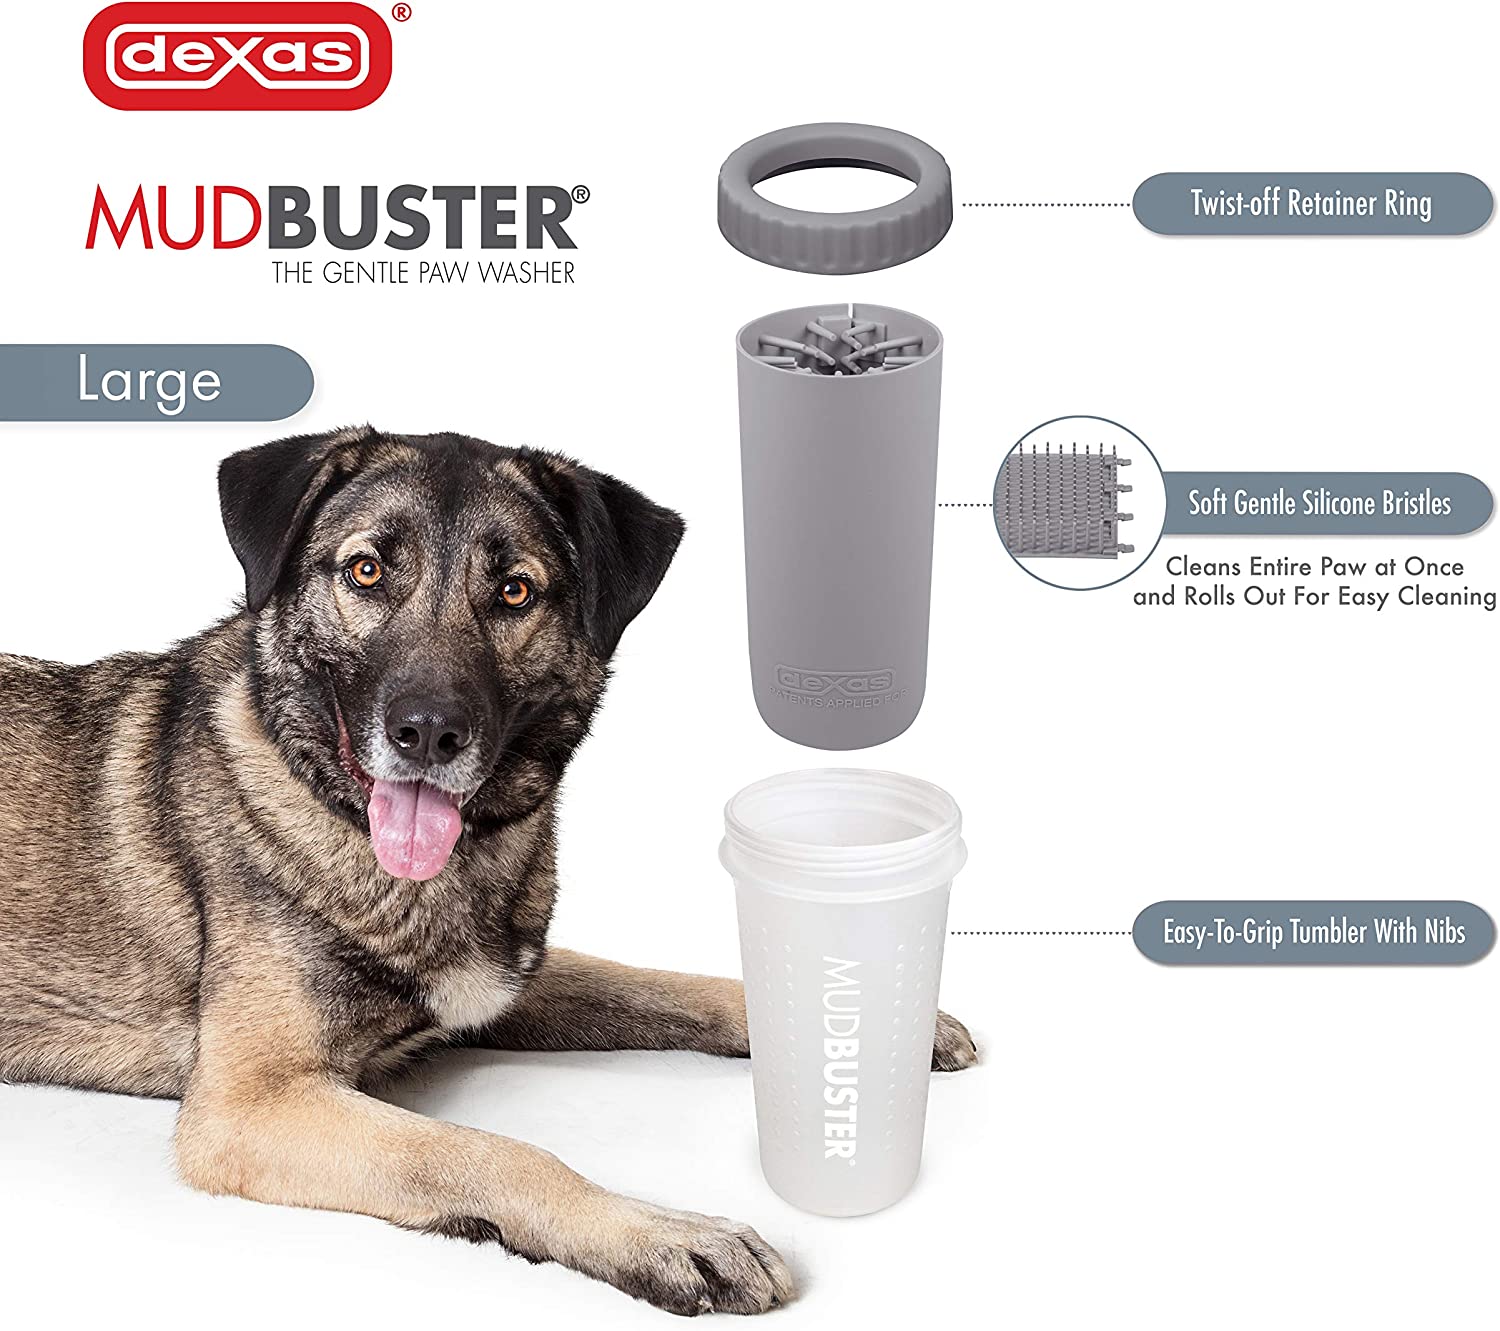 dexas®
MUDBUSTER®
THE GENTLE PAW WASHER
Large
Twist-off Retainer Ring
Soft Gentle Silicone Bristles
Cleans Entire Paw at Once
and Rolls Out For Easy Cleaning
dexas
PATENTS APPLIED FOR
Easy-To-Grip Tumbler With Nibs
MUDBUSTER®